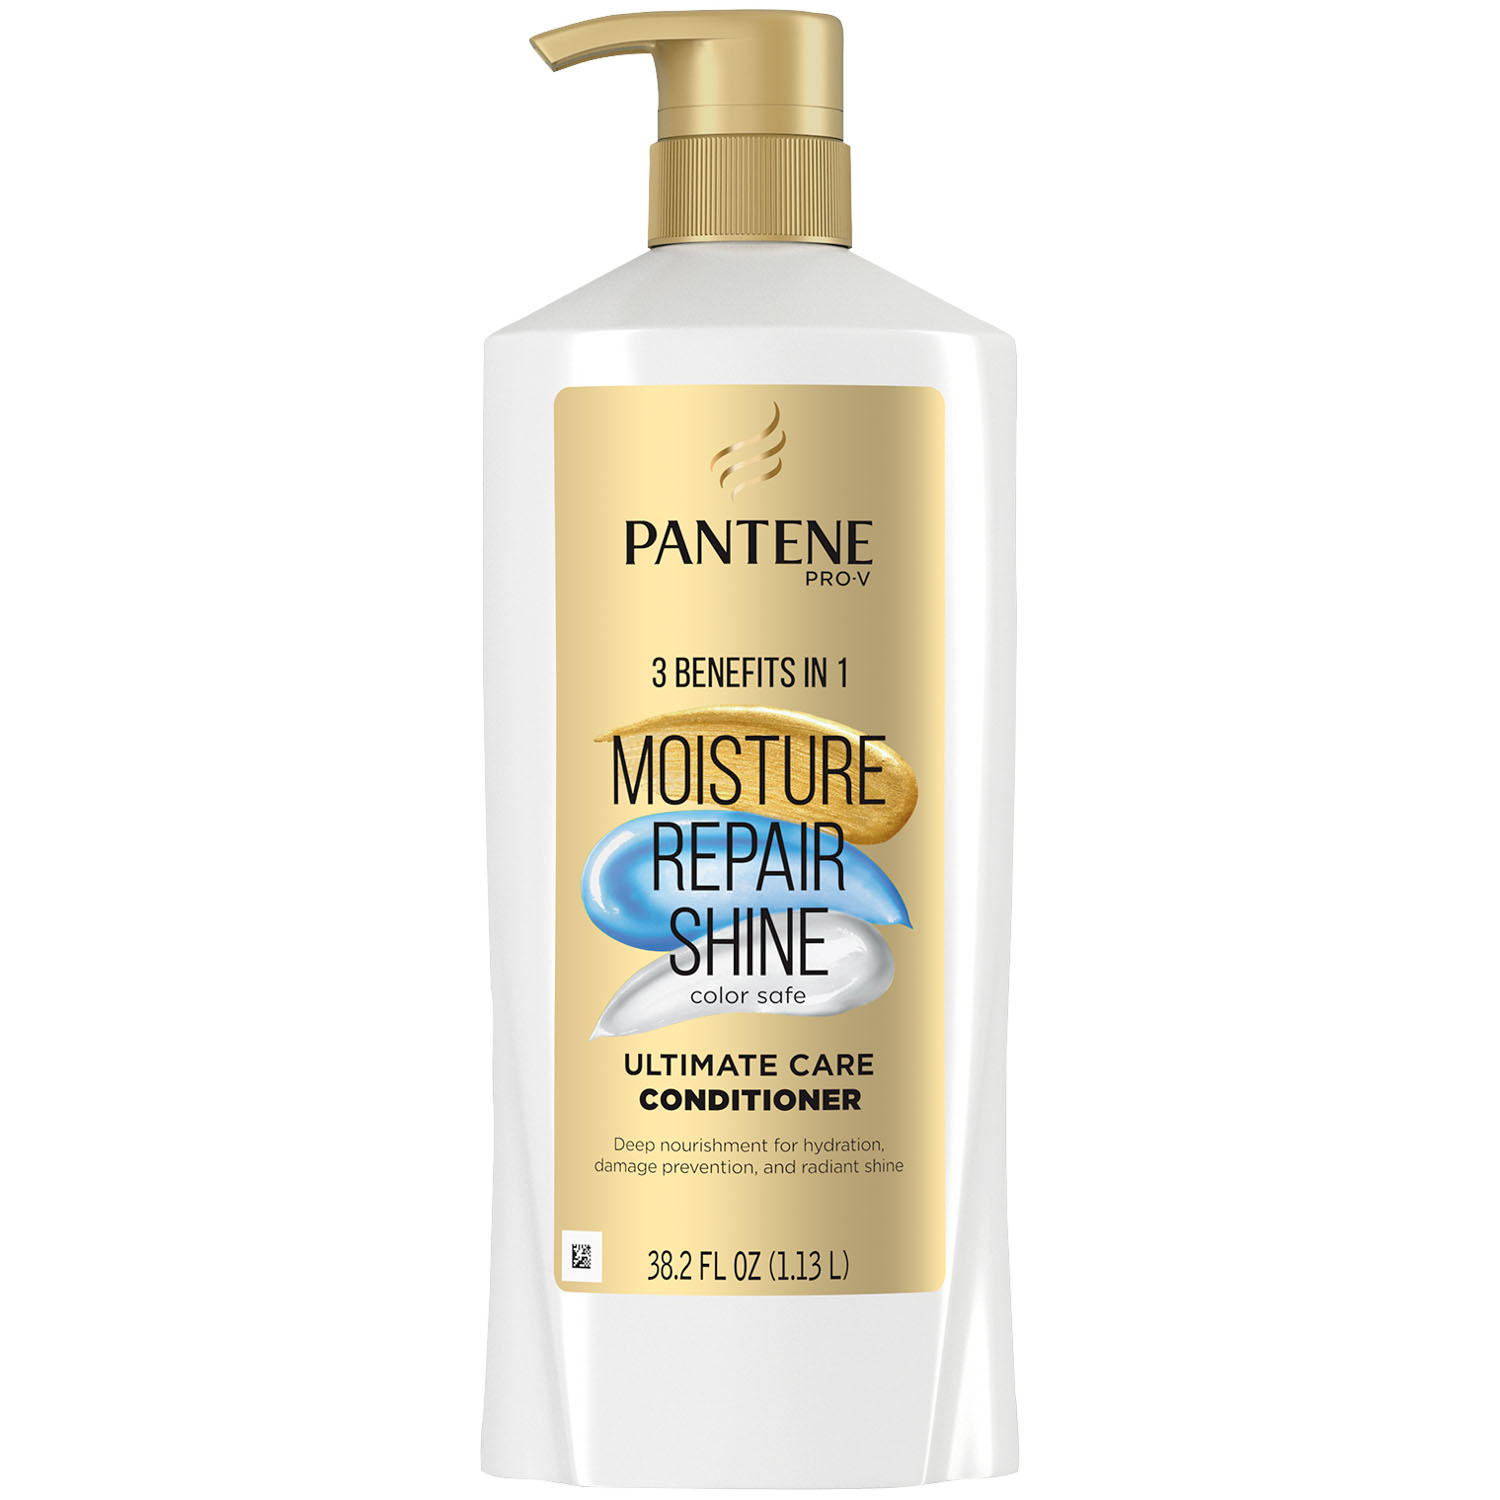 PANTENE
PRO-V
3 BENEFITS IN 1
MOISTURE
REPAIR
SHINE
color safe
ULTIMATE CARE
CONDITIONER
Deep nourishment for hydration,
damage prevention, and radiant shine
38.2 FL OZ (1.13 L)